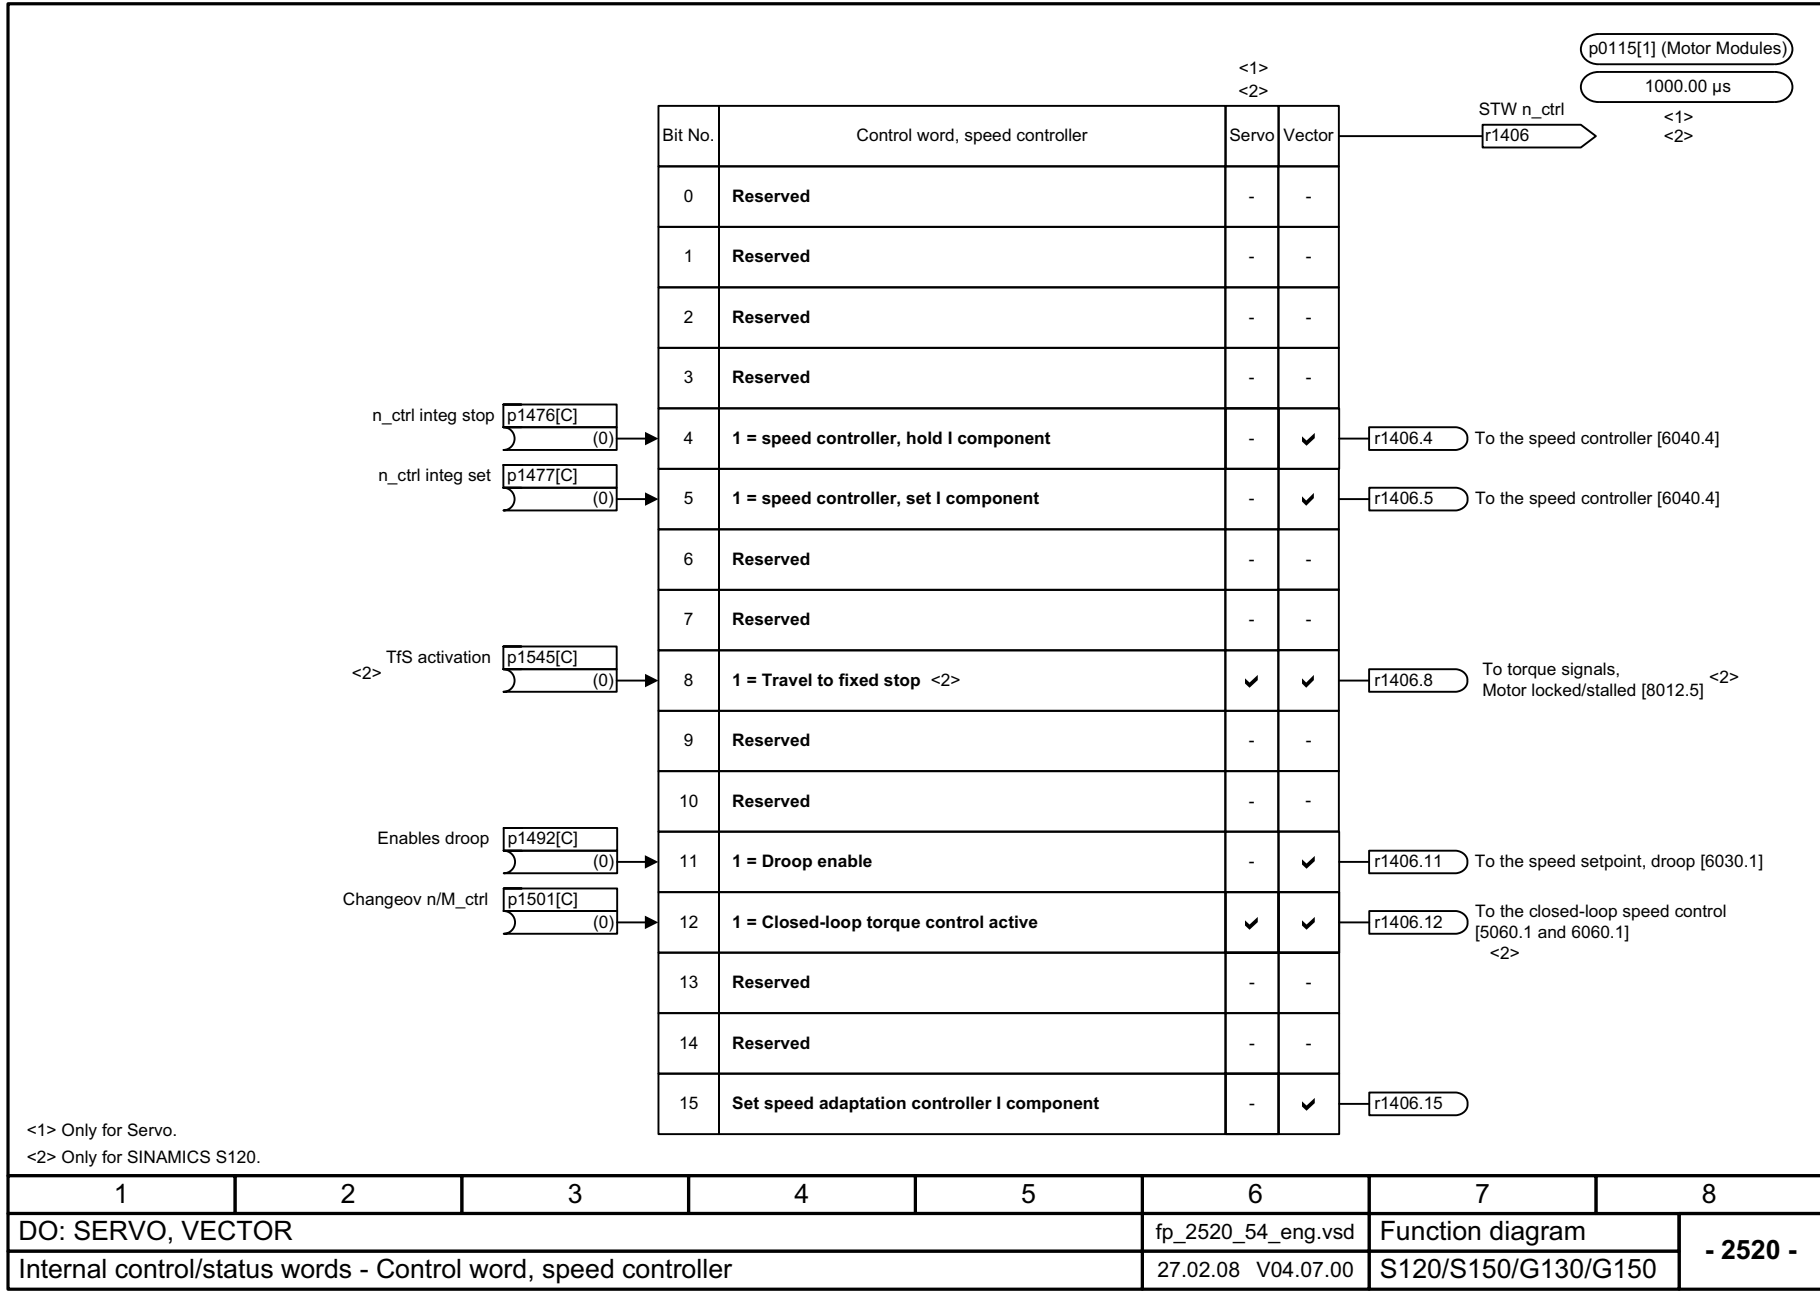 p0115[1] (Motor Modules)
1000.00 µs
<1>
<2>
<1>
<2>
STW n_ctrl
r1406
Bit No. Control word, speed controller Servo Vector
0 Reserved - -
1 Reserved - -
2 Reserved - -
3 Reserved - -
n_ctrl integ stop p1476[C]
(0) 4 1 = speed controller, hold I component - ✔ r1406.4 To the speed controller [6040.4]
n_ctrl integ set p1477[C]
(0) 5 1 = speed controller, set I component - ✔ r1406.5 To the speed controller [6040.4]
6 Reserved - -
7 Reserved - -
<2> TfS activation p1545[C]
(0) 8 1 = Travel to fixed stop <2> ✔ ✔ r1406.8 To torque signals,
Motor locked/stalled [8012.5] <2>
9 Reserved - -
10 Reserved - -
Enables droop p1492[C]
(0) 11 1 = Droop enable - ✔ r1406.11 To the speed setpoint, droop [6030.1]
Changeov n/M_ctrl p1501[C]
(0) 12 1 = Closed-loop torque control active ✔ ✔ r1406.12 To the closed-loop speed control
[5060.1 and 6060.1]
<2>
13 Reserved - -
14 Reserved - -
15 Set speed adaptation controller I component - ✔ r1406.15
<1> Only for Servo.
<2> Only for SINAMICS S120.
1 2 3 4 5 6 7 8
DO: SERVO, VECTOR fp_2520_54_eng.vsd Function diagram - 2520 -
Internal control/status words - Control word, speed controller 27.02.08 V04.07.00 S120/S150/G130/G150